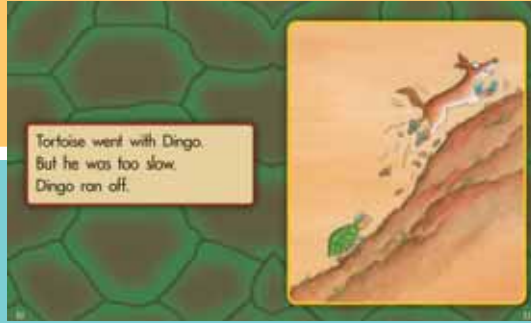 Tortoise went with Dingo.
But he was too slow.
Dingo ran off.